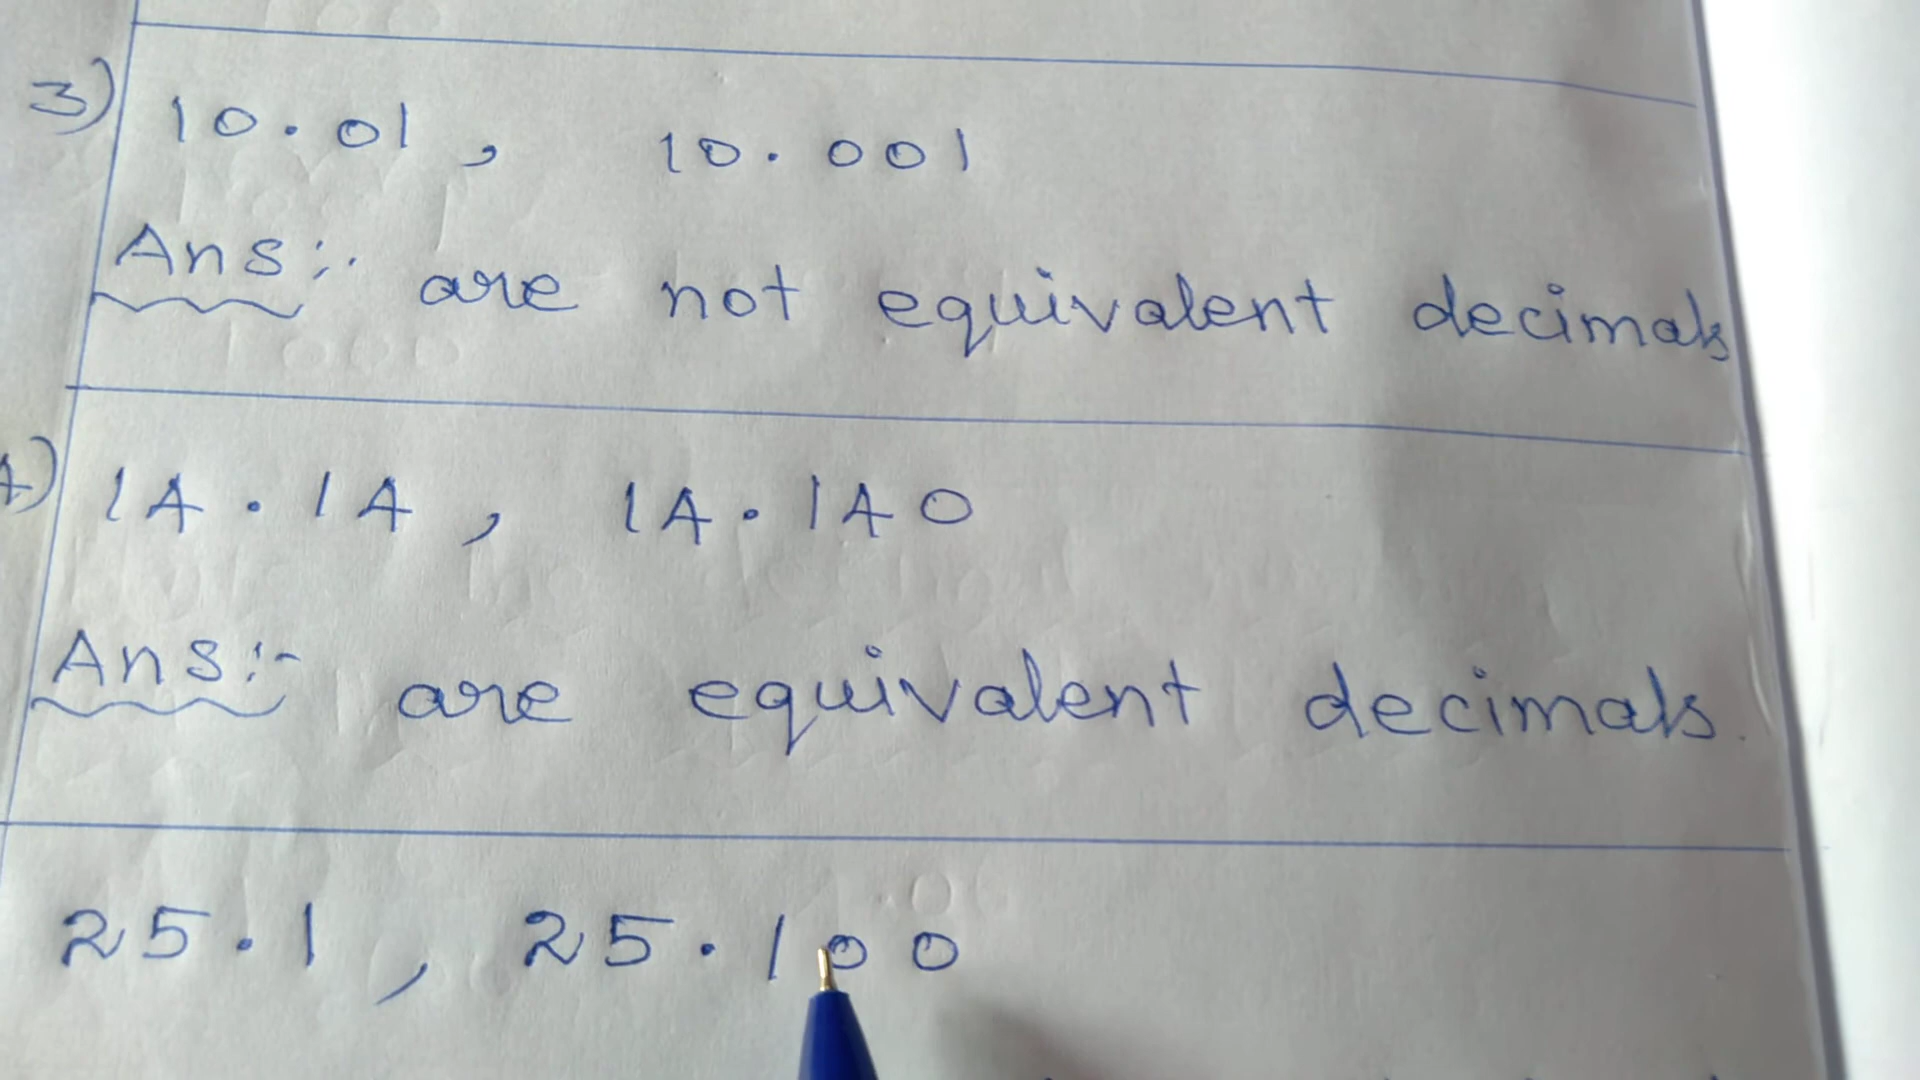 3) 10.01, 10.001
Ans:- are not equivalent decimals
4) 14.14, 14.140
Ans:- are equivalent decimals.
25.1, 25.100